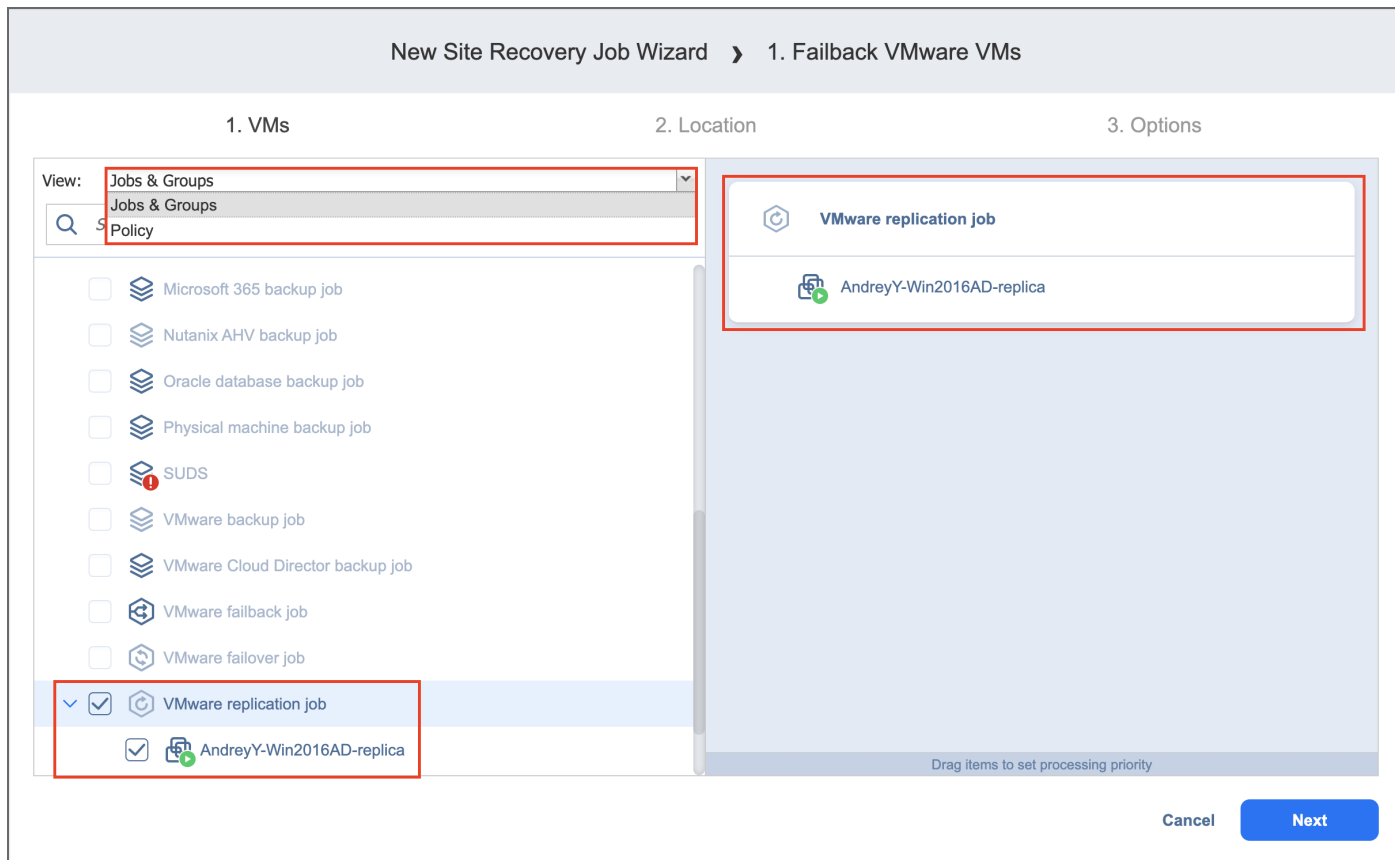 New Site Recovery Job Wizard › 1. Failback VMware VMs
1. VMs
2. Location
3. Options
View:
Jobs & Groups
Jobs & Groups
Policy
S
Microsoft 365 backup job
Nutanix AHV backup job
Oracle database backup job
Physical machine backup job
SUDS
VMware backup job
VMware Cloud Director backup job
VMware failback job
VMware failover job
VMware replication job
AndreyY-Win2016AD-replica
VMware replication job
AndreyY-Win2016AD-replica
Drag items to set processing priority
Cancel
Next